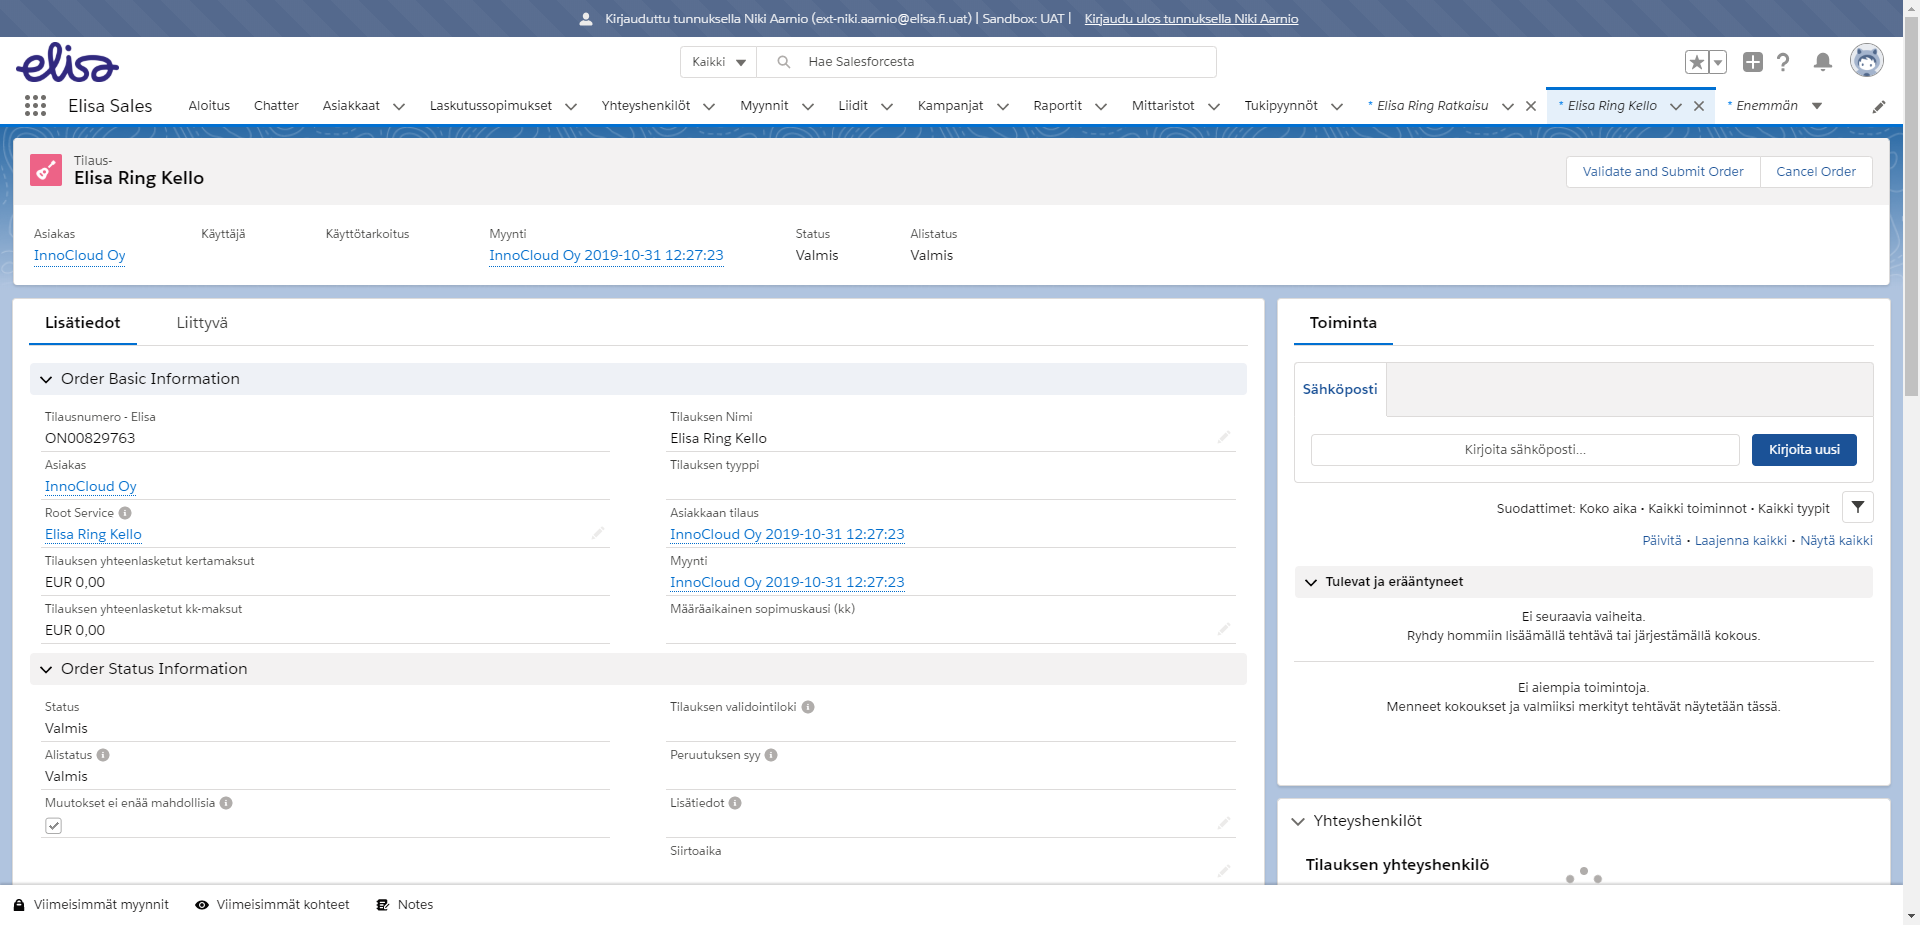 Kirjauduttu tunnuksella Niki Aarnio (ext-niki.aarnio@elisa.fi.uat) | Sandbox: UAT | Kirjaudu ulos tunnuksella Niki Aarnio
elisa
Kaikki Hae Salesforcesta
Elisa Sales Aloitus Chatter Asiakkaat Laskutussopimukset Yhteyshenkilöt Myynnit Liidit Kampanjat Raportit Mittaristot Tukipyynnöt * Elisa Ring Ratkaisu * Elisa Ring Kello * Enemmän
Tilaus-
Elisa Ring Kello
Validate and Submit Order Cancel Order
Asiakas Käyttäjä Käyttötarkoitus Myynti Status Alistatus
InnoCloud Oy InnoCloud Oy 2019-10-31 12:27:23 Valmis Valmis
Lisätiedot Liittyvä
Order Basic Information
Tilausnumero - Elisa
ON00829763
Tilauksen Nimi
Elisa Ring Kello
Asiakas
InnoCloud Oy
Tilauksen tyyppi
Root Service
Elisa Ring Kello
Asiakkaan tilaus
InnoCloud Oy 2019-10-31 12:27:23
Tilauksen yhteenlasketut kertamaksut
EUR 0,00
Myynti
InnoCloud Oy 2019-10-31 12:27:23
Tilauksen yhteenlasketut kk-maksut
EUR 0,00
Määräaikainen sopimuskausi (kk)
Order Status Information
Status
Valmis
Tilauksen validointiloki
Alistatus
Valmis
Peruutuksen syy
Muutokset ei enää mahdollisia
Lisätiedot
Siirtoaika
Toiminta
Sähköposti
Kirjoita sähköposti... Kirjoita uusi
Suodattimet: Koko aika • Kaikki toiminnot • Kaikki tyypit
Päivitä • Laajenna kaikki • Näytä kaikki
Tulevat ja erääntyneet
Ei seuraavia vaiheita.
Ryhdy hommiin lisäämällä tehtävä tai järjestämällä kokous.
Ei aiempia toimintoja.
Menneet kokoukset ja valmiiksi merkityt tehtävät näytetään tässä.
Yhteyshenkilöt
Tilauksen yhteyshenkilö
Viimeisimmät myynnit Viimeisimmät kohteet Notes